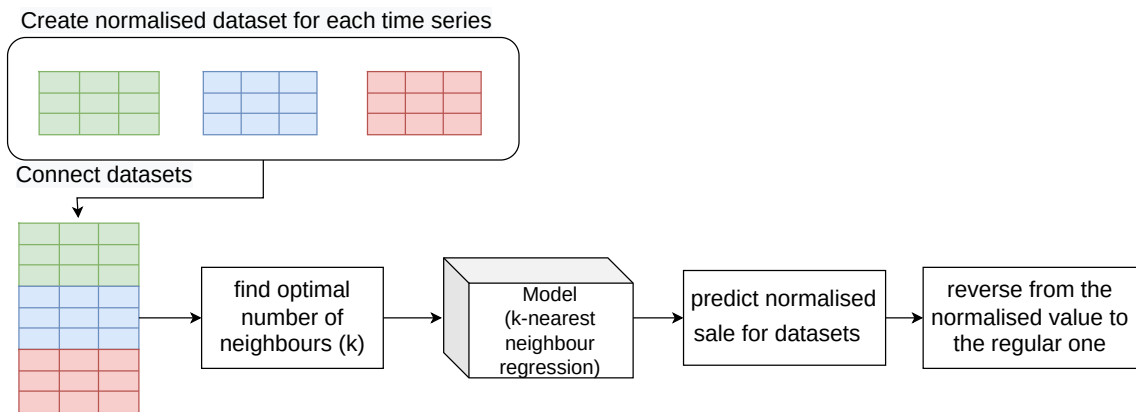 Create normalised dataset for each time series
Connect datasets
find optimal
number of
neighbours (k)
Model
(k-nearest
neighbour
regression)
predict normalised
sale for datasets
reverse from the
normalised value to
the regular one